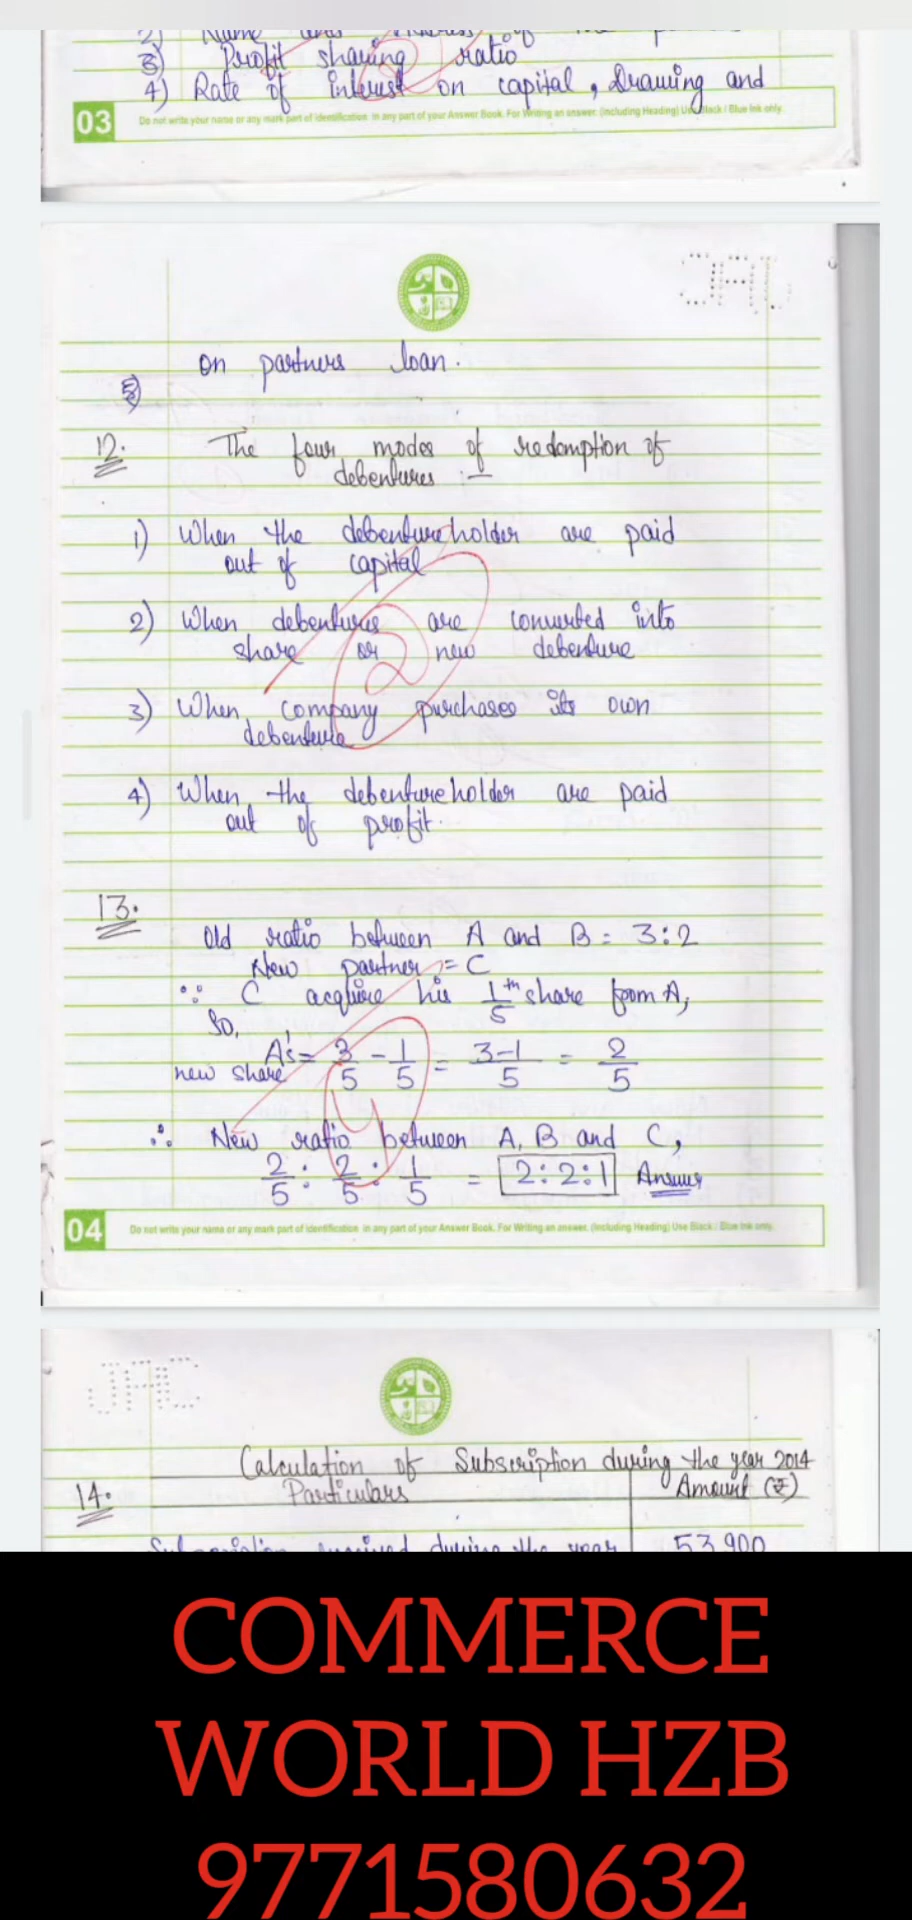 3) Profit sharing ratio
4) Rate of interest on capital, Drawing and
03 Do not write your name or any mark part of identification in any part of your Answer Book. For Writing an answer. (including Heading) Use Black / Blue Ink only.
on partners loan.
12. The four modes of redemption of
debentures :-
1) When the debentureholder are paid
out of capital
2) When debentures are converted into
share or new debenture
3) When company purchases its own
debenture
4) When the debentureholder are paid
out of profit.
13.
Old ratio between A and B = 3:2
New partner = C
∵ C acquire his 1/5th share from A,
So,
A's new share = 3/5 - 1/5 = 3-1/5 = 2/5
∴ New ratio between A, B and C,
2/5 : 2/5 : 1/5 = 2:2:1 Answer
04 Do not write your name or any mark part of identification in any part of your Answer Book. For Writing an answer. (including Heading) Use Black / Blue Ink only.
JAC
Calculation of Subscription during the year 2014
14. Particulars Amount (₹)
Subscription received during the year 53,900
COMMERCE
WORLD HZB
9771580632